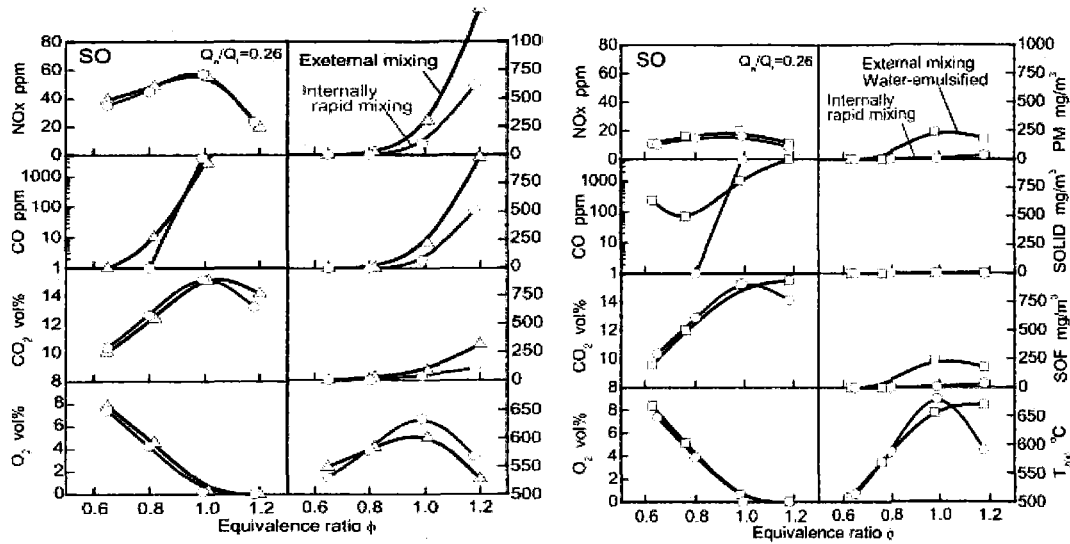 80
60
40
20
0
NOx ppm
SO
Qw/Qf=0.26
Exeternal mixing
Internally
rapid mixing
1000
750
500
250
0
1000
100
10
1
CO ppm
750
500
250
0
14
12
10
8
CO2 vol%
750
500
250
0
8
6
4
2
0
O2 vol%
650
600
550
500
0.6 0.8 1.0 1.2 0.6 0.8 1.0 1.2
Equivalence ratio ϕ
80
60
40
20
0
NOx ppm
SO
=0.26
External mixing
Water-emulsified
Internally
rapid mixing
1000
750
500
250
0
PM mg/m3
1000
100
10
1
CO ppm
750
500
250
0
SOLID mg/m3
14
12
10
8
CO2 vol%
750
500
250
0
SOF mg/m3
8
6
4
2
0
O2 vol%
650
600
550
500
°C
0.6 0.8 1.0 1.2 0.6 0.8 1.0 1.2
Equivalence ratio ϕ